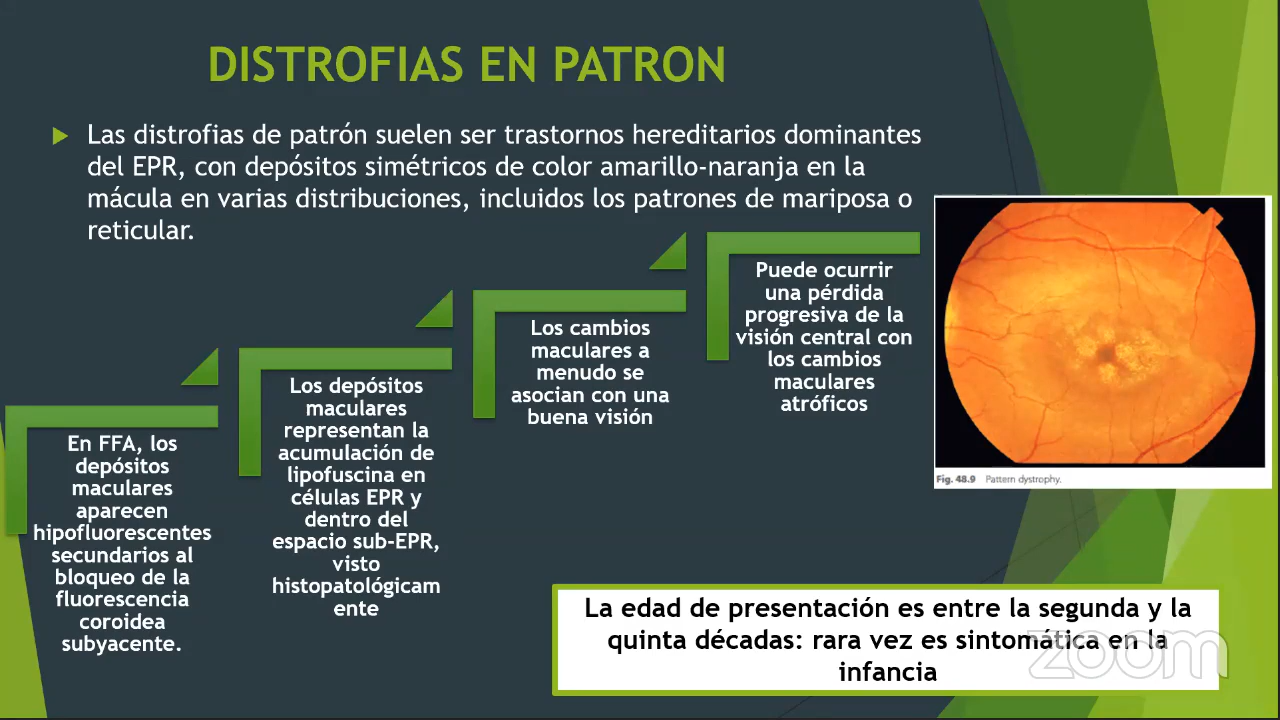 DISTROFIAS EN PATRON
Las distrofias de patrón suelen ser trastornos hereditarios dominantes
del EPR, con depósitos simétricos de color amarillo-naranja en la
mácula en varias distribuciones, incluidos los patrones de mariposa o
reticular.
En FFA, los
depósitos
maculares
aparecen
hipofluorescentes
secundarios al
bloqueo de la
fluorescencia
coroidea
subyacente.
Los depósitos
maculares
representan la
acumulación de
lipofuscina en
células EPR y
dentro del
espacio sub-EPR,
visto
histopatológicam
ente
Los cambios
maculares a
menudo se
asocian con una
buena visión
Puede ocurrir
una pérdida
progresiva de la
visión central con
los cambios
maculares
atróficos
Fig. 48.9 Pattern dystrophy.
La edad de presentación es entre la segunda y la
quinta décadas: rara vez es sintomática en la
infancia
zoom